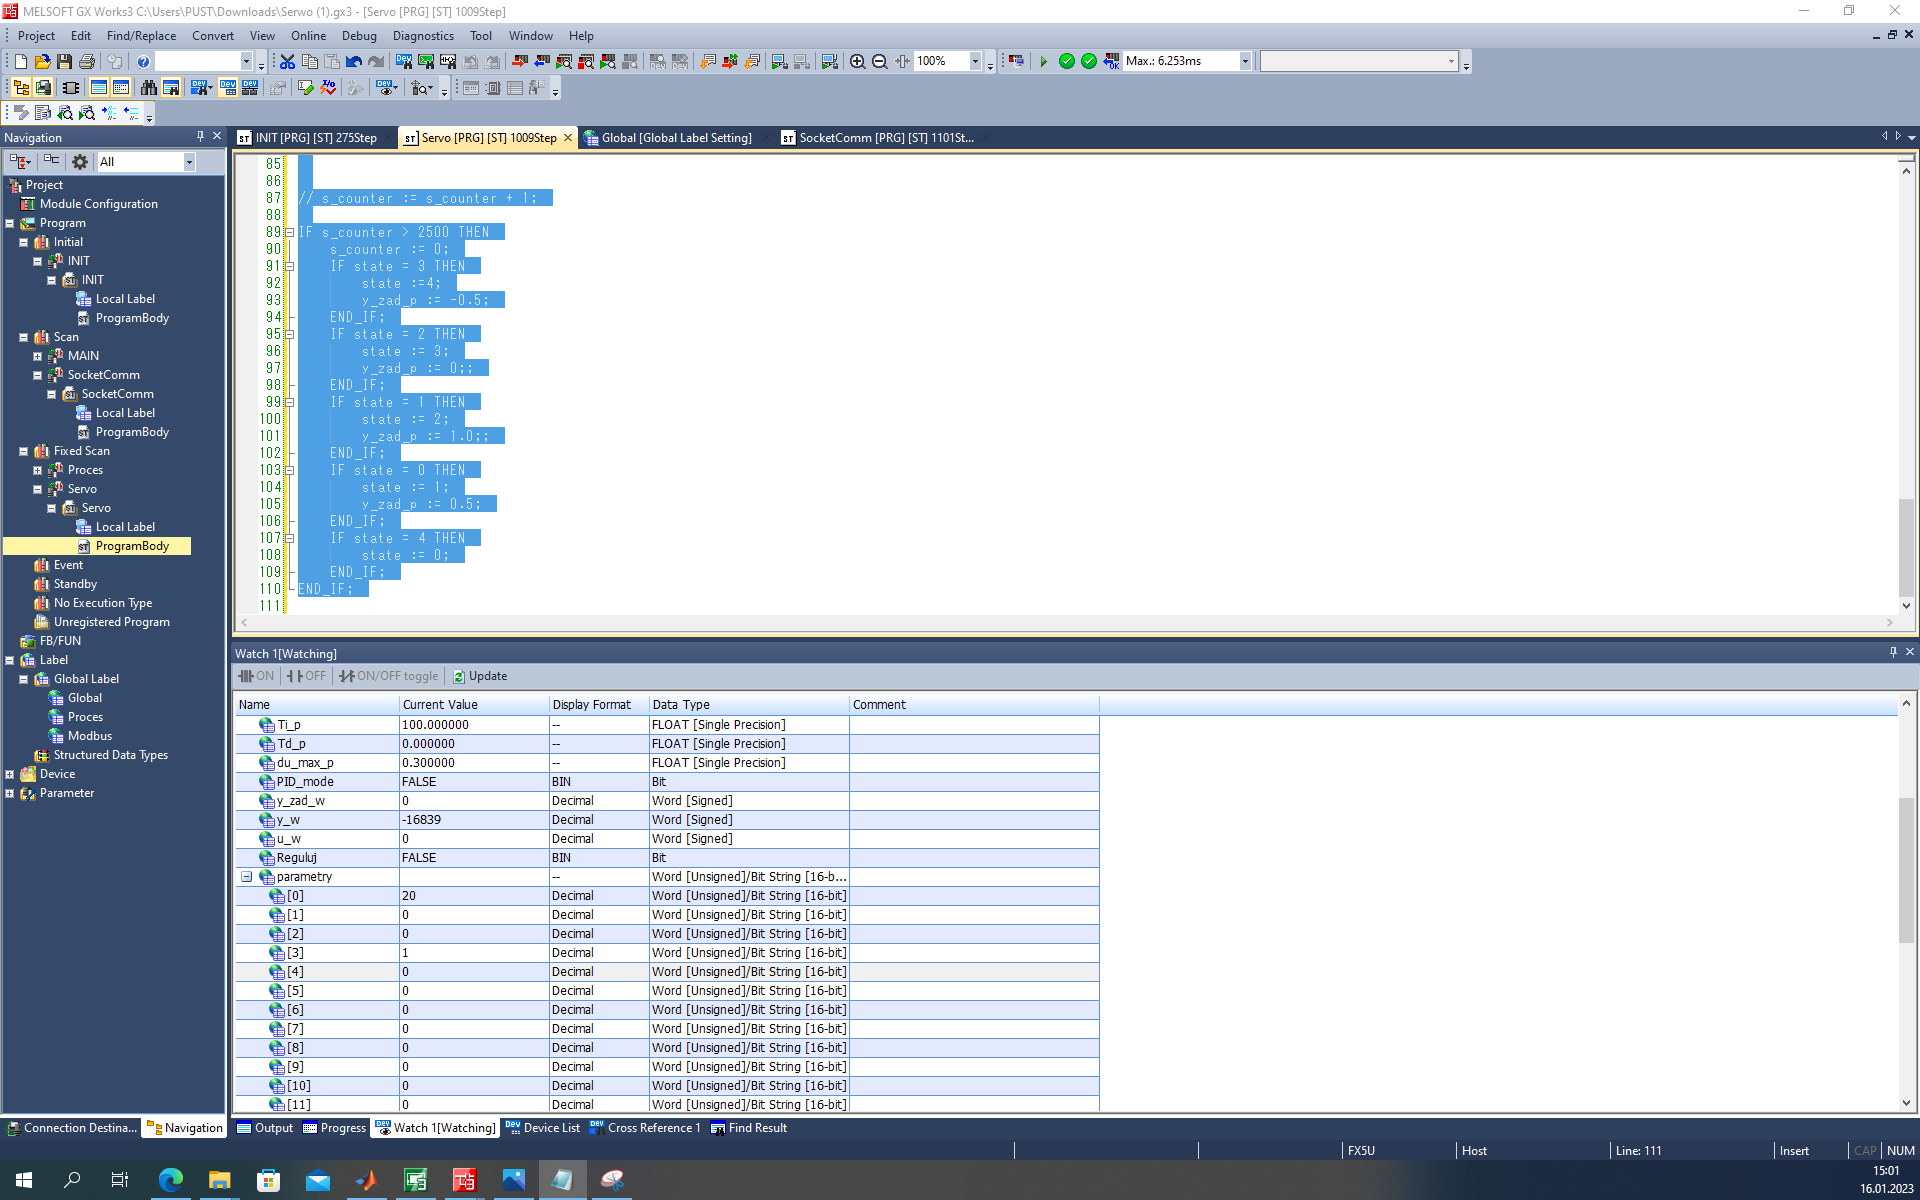 MELSOFT GX Works3 C:\Users\PUST\Downloads\Serwo (1).gx3 - [Servo [PRG] [ST] 1009Step]
Project Edit Find/Replace Convert View Online Debug Diagnostics Tool Window Help
100% Max.: 6.253ms
Navigation
INIT [PRG] [ST] 275Step
Servo [PRG] [ST] 1009Step
Global [Global Label Setting]
SocketComm [PRG] [ST] 1101St...
All
Project
Module Configuration
Program
Initial
INIT
INIT
Local Label
ProgramBody
Scan
MAIN
SocketComm
SocketComm
Local Label
ProgramBody
Fixed Scan
Proces
Servo
Servo
Local Label
ProgramBody
Event
Standby
No Execution Type
Unregistered Program
FB/FUN
Label
Global Label
Global
Proces
Modbus
Structured Data Types
Device
Parameter
85
86
87 // s_counter := s_counter + 1;
88
89 IF s_counter > 2500 THEN
90 s_counter := 0;
91 IF state = 3 THEN
92 state :=4;
93 y_zad_p := -0.5;
94 END_IF;
95 IF state = 2 THEN
96 state := 3;
97 y_zad_p := 0;;
98 END_IF;
99 IF state = 1 THEN
100 state := 2;
101 y_zad_p := 1.0;;
102 END_IF;
103 IF state = 0 THEN
104 state := 1;
105 y_zad_p := 0.5;
106 END_IF;
107 IF state = 4 THEN
108 state := 0;
109 END_IF;
110 END_IF;
111
Watch 1[Watching]
ON OFF ON/OFF toggle Update
Name Current Value Display Format Data Type Comment
Ti_p 100.000000 -- FLOAT [Single Precision]
Td_p 0.000000 -- FLOAT [Single Precision]
du_max_p 0.300000 -- FLOAT [Single Precision]
PID_mode FALSE BIN Bit
y_zad_w 0 Decimal Word [Signed]
y_w -16839 Decimal Word [Signed]
u_w 0 Decimal Word [Signed]
Reguluj FALSE BIN Bit
parametry -- Word [Unsigned]/Bit String [16-b...
[0] 20 Decimal Word [Unsigned]/Bit String [16-bit]
[1] 0 Decimal Word [Unsigned]/Bit String [16-bit]
[2] 0 Decimal Word [Unsigned]/Bit String [16-bit]
[3] 1 Decimal Word [Unsigned]/Bit String [16-bit]
[4] 0 Decimal Word [Unsigned]/Bit String [16-bit]
[5] 0 Decimal Word [Unsigned]/Bit String [16-bit]
[6] 0 Decimal Word [Unsigned]/Bit String [16-bit]
[7] 0 Decimal Word [Unsigned]/Bit String [16-bit]
[8] 0 Decimal Word [Unsigned]/Bit String [16-bit]
[9] 0 Decimal Word [Unsigned]/Bit String [16-bit]
[10] 0 Decimal Word [Unsigned]/Bit String [16-bit]
[11] 0 Decimal Word [Unsigned]/Bit String [16-bit]
Connection Destina... Navigation Output Progress Watch 1[Watching] Device List Cross Reference 1 Find Result
FX5U Host Line: 111 Insert CAP NUM
15:01
16.01.2023